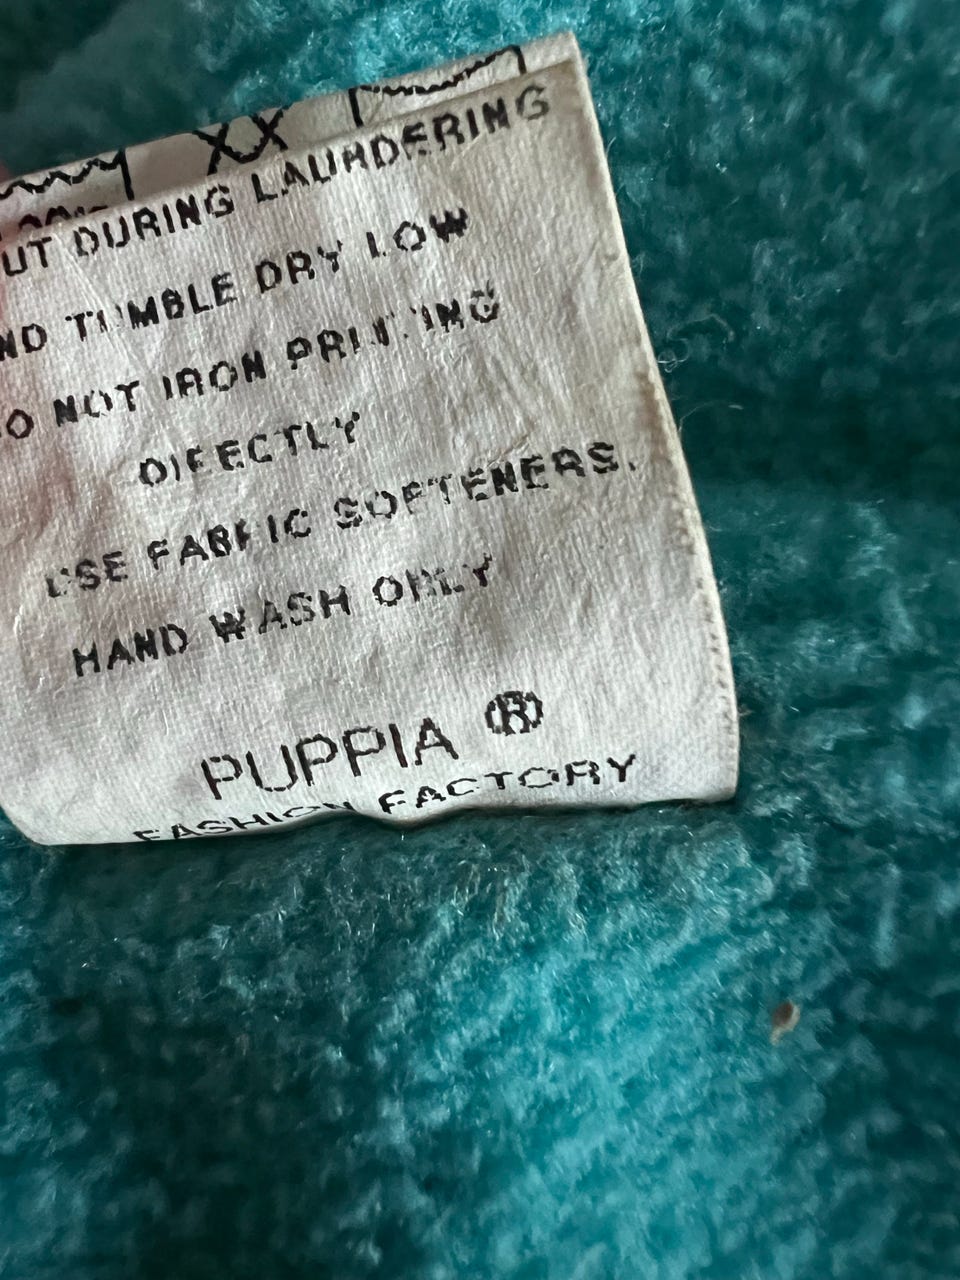 UT DURING LAUNDERING
ND TUMBLE DRY LOW
O NOT IRON PRINTING
DIRECTLY
USE FABRIC SOFTENERS.
HAND WASH ONLY
PUPPIA ®
FASHION FACTORY